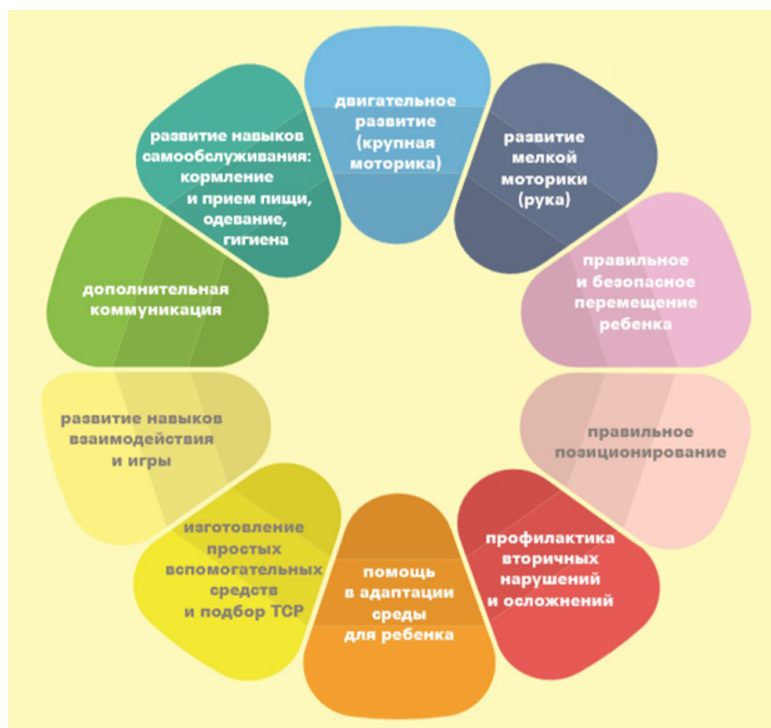 двигательное
развитие
(крупная
моторика)
развитие
мелкой
моторики
(рука)
правильное
и безопасное
перемещение
ребенка
правильное
позиционирование
профилактика
вторичных
нарушений
и осложнений
помощь
в адаптации
среды
для ребенка
изготовление
простых
вспомогательных
средств
и подбор ТСР
развитие навыков
взаимодействия
и игры
дополнительная
коммуникация
развитие навыков
самообслуживания:
кормление
и прием пищи,
одевание,
гигиена